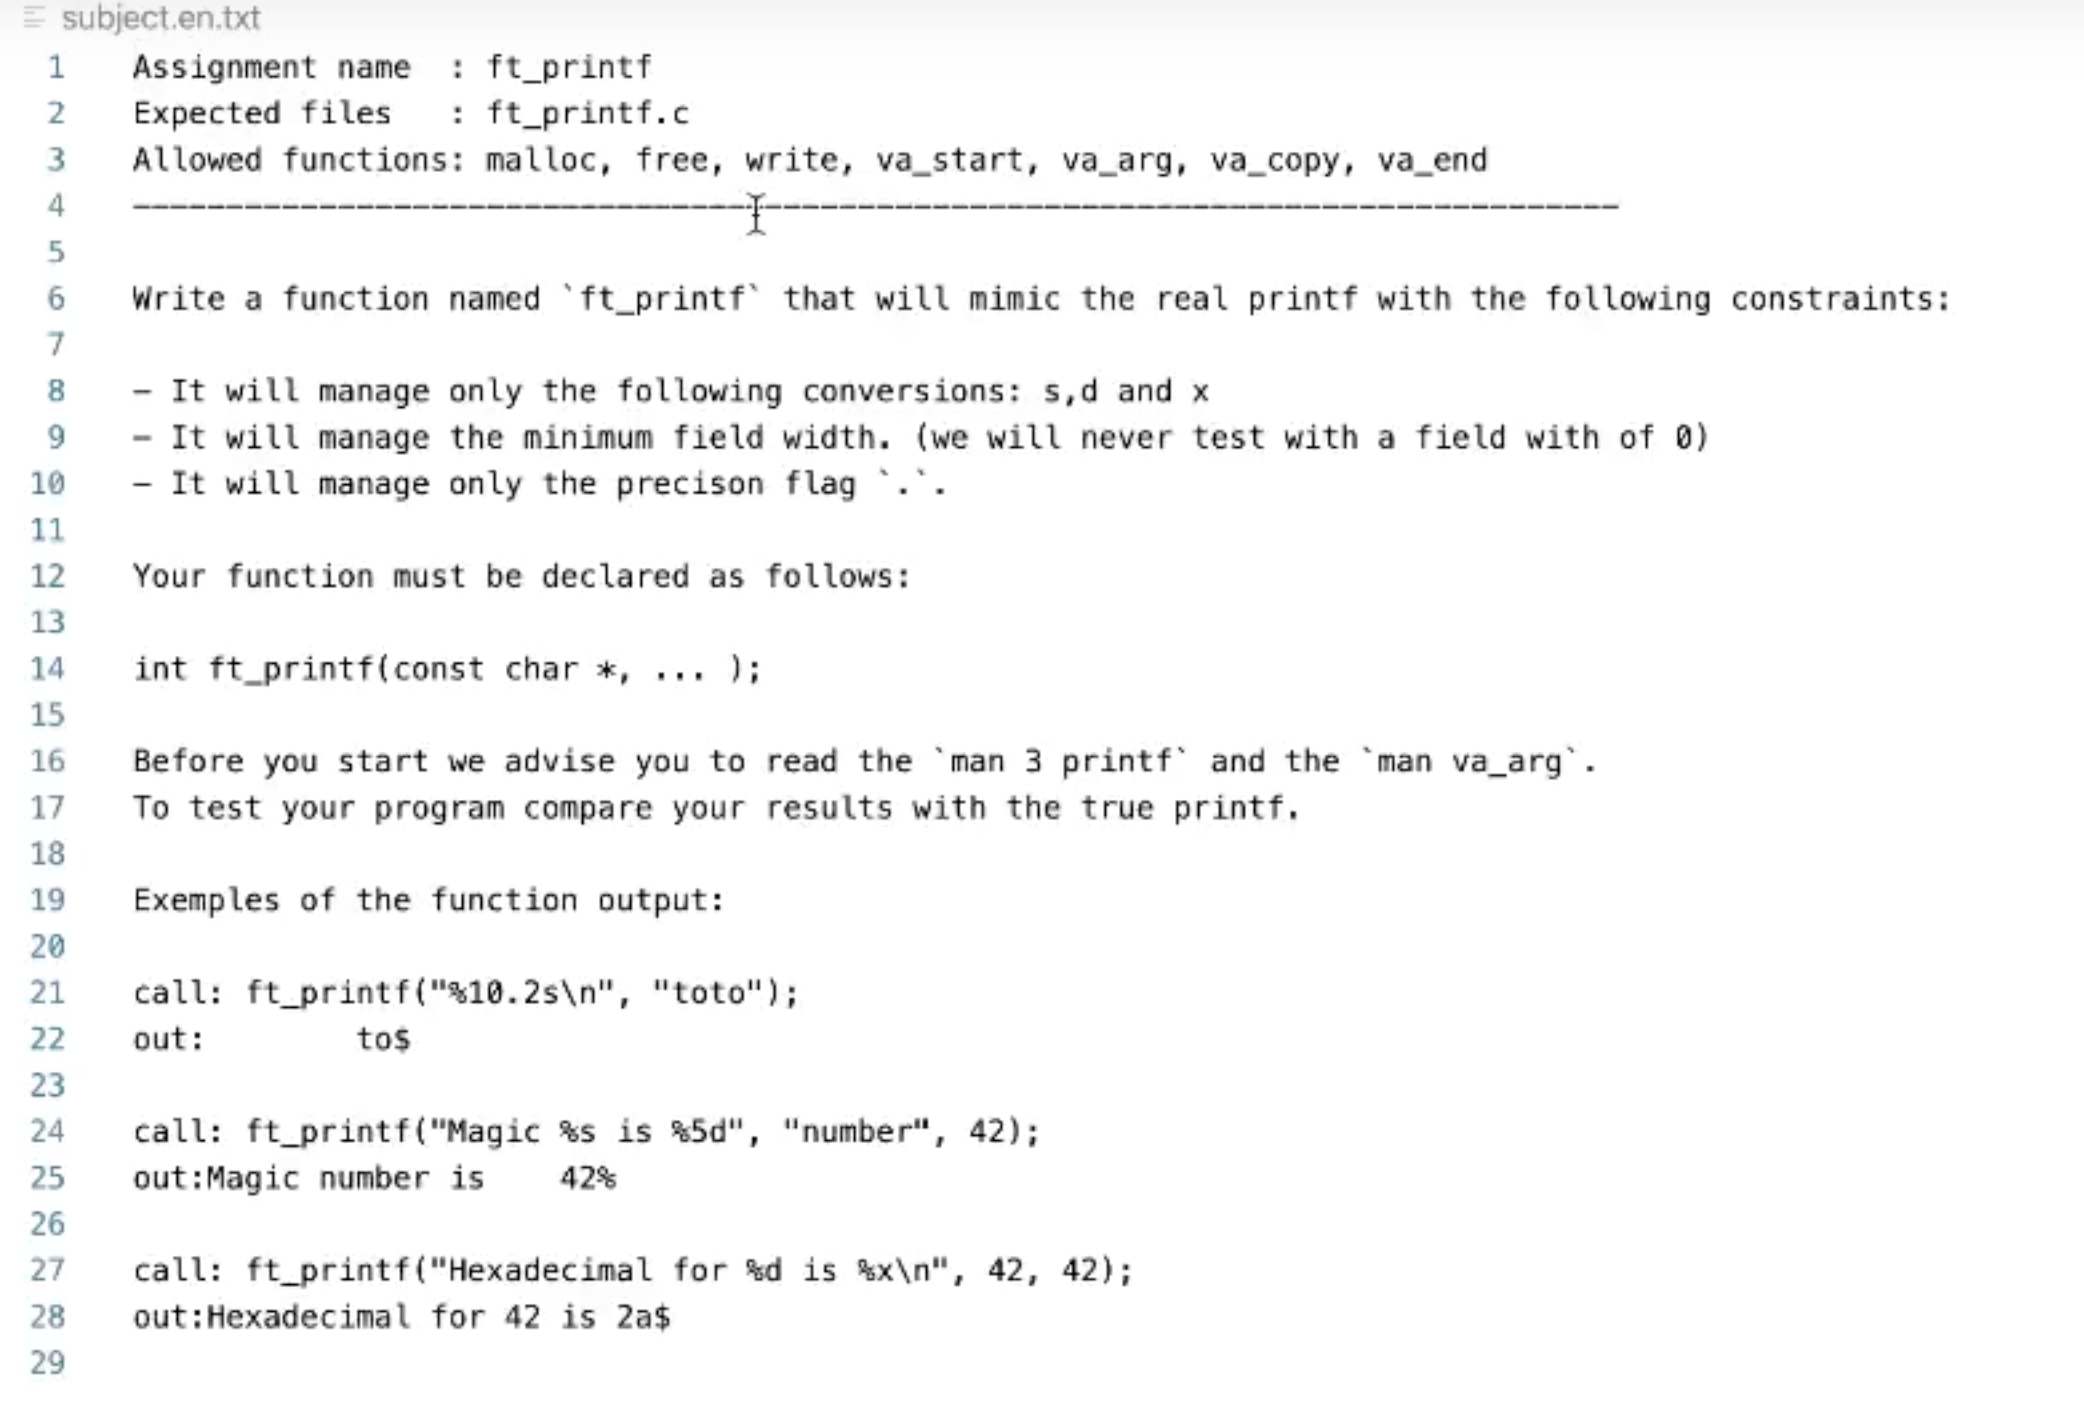 subject.en.txt
1 Assignment name  : ft_printf
2 Expected files   : ft_printf.c
3 Allowed functions: malloc, free, write, va_start, va_arg, va_copy, va_end
4 --------------------------------------------------------------------------------
5
6 Write a function named `ft_printf` that will mimic the real printf with the following constraints:
7
8 - It will manage only the following conversions: s,d and x
9 - It will manage the minimum field width. (we will never test with a field with of 0)
10 - It will manage only the precison flag `.`.
11
12 Your function must be declared as follows:
13
14 int ft_printf(const char *, ... );
15
16 Before you start we advise you to read the `man 3 printf` and the `man va_arg`.
17 To test your program compare your results with the true printf.
18
19 Exemples of the function output:
20
21 call: ft_printf("%10.2s\n", "toto");
22 out:        to$
23
24 call: ft_printf("Magic %s is %5d", "number", 42);
25 out:Magic number is    42%
26
27 call: ft_printf("Hexadecimal for %d is %x\n", 42, 42);
28 out:Hexadecimal for 42 is 2a$
29